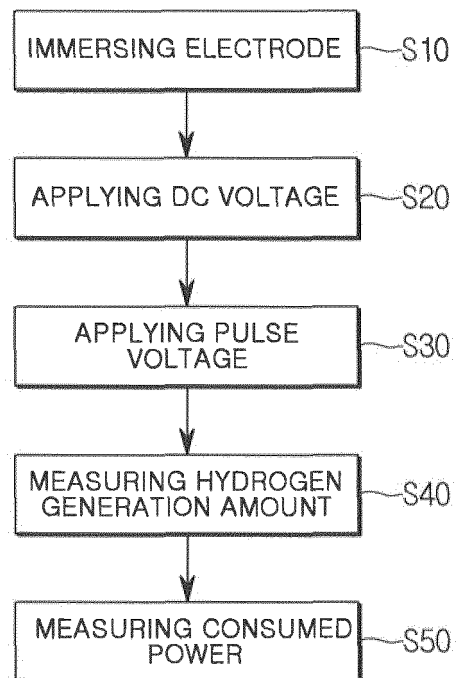 IMMERSING ELECTRODE
S10
APPLYING DC VOLTAGE
S20
APPLYING PULSE
VOLTAGE
S30
MEASURING HYDROGEN
GENERATION AMOUNT
S40
MEASURING CONSUMED
POWER
S50